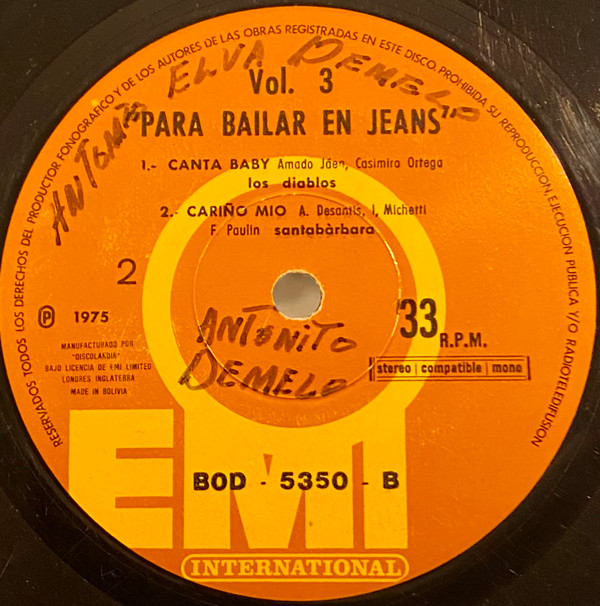 RESERVADOS TODOS LOS DERECHOS DEL PRODUCTOR FONOGRAFICO Y DE LOS AUTORES DE LAS OBRAS REGISTRADAS EN ESTE DISCO. PROHIBIDA SU REPRODUCCION, EJECUCION PUBLICA Y/O RADIOTELEDIFUSION
ANTONIO ELVA DEMELO
Vol. 3
"PARA BAILAR EN JEANS"
1.- CANTA BABY Amado Jáen, Casimira Ortega
los diablos
2.- CARIÑO MIO A. Desantis, I, Michetti
F. Paulin santabàrbara
2
Ⓟ 1975
MANUFACTURADO POR
"DISCOLANDIA"
BAJO LICENCIA DE EMI LIMITED
LONDRES INGLATERRA
MADE IN BOLIVIA
ANTONITO
DEMELO
33 R.P.M.
stereo | compatible | mono
EMI
BOD - 5350 - B
INTERNATIONAL